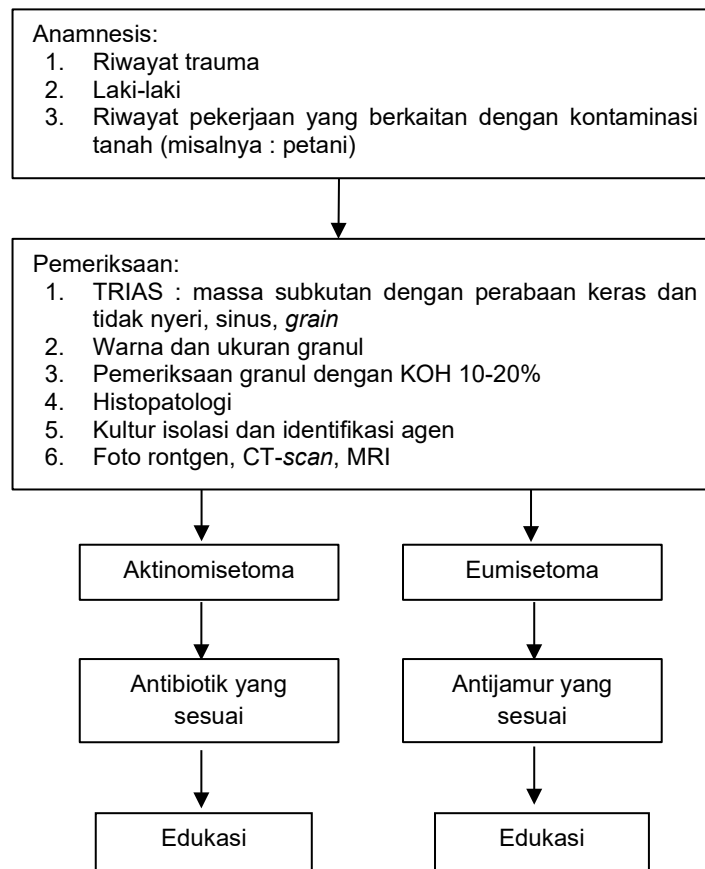 Anamnesis:
1. Riwayat trauma
2. Laki-laki
3. Riwayat pekerjaan yang berkaitan dengan kontaminasi
tanah (misalnya : petani)
Pemeriksaan:
1. TRIAS : massa subkutan dengan perabaan keras dan
tidak nyeri, sinus, grain
2. Warna dan ukuran granul
3. Pemeriksaan granul dengan KOH 10-20%
4. Histopatologi
5. Kultur isolasi dan identifikasi agen
6. Foto rontgen, CT-scan, MRI
Aktinomisetoma
Eumisetoma
Antibiotik yang
sesuai
Antijamur yang
sesuai
Edukasi
Edukasi